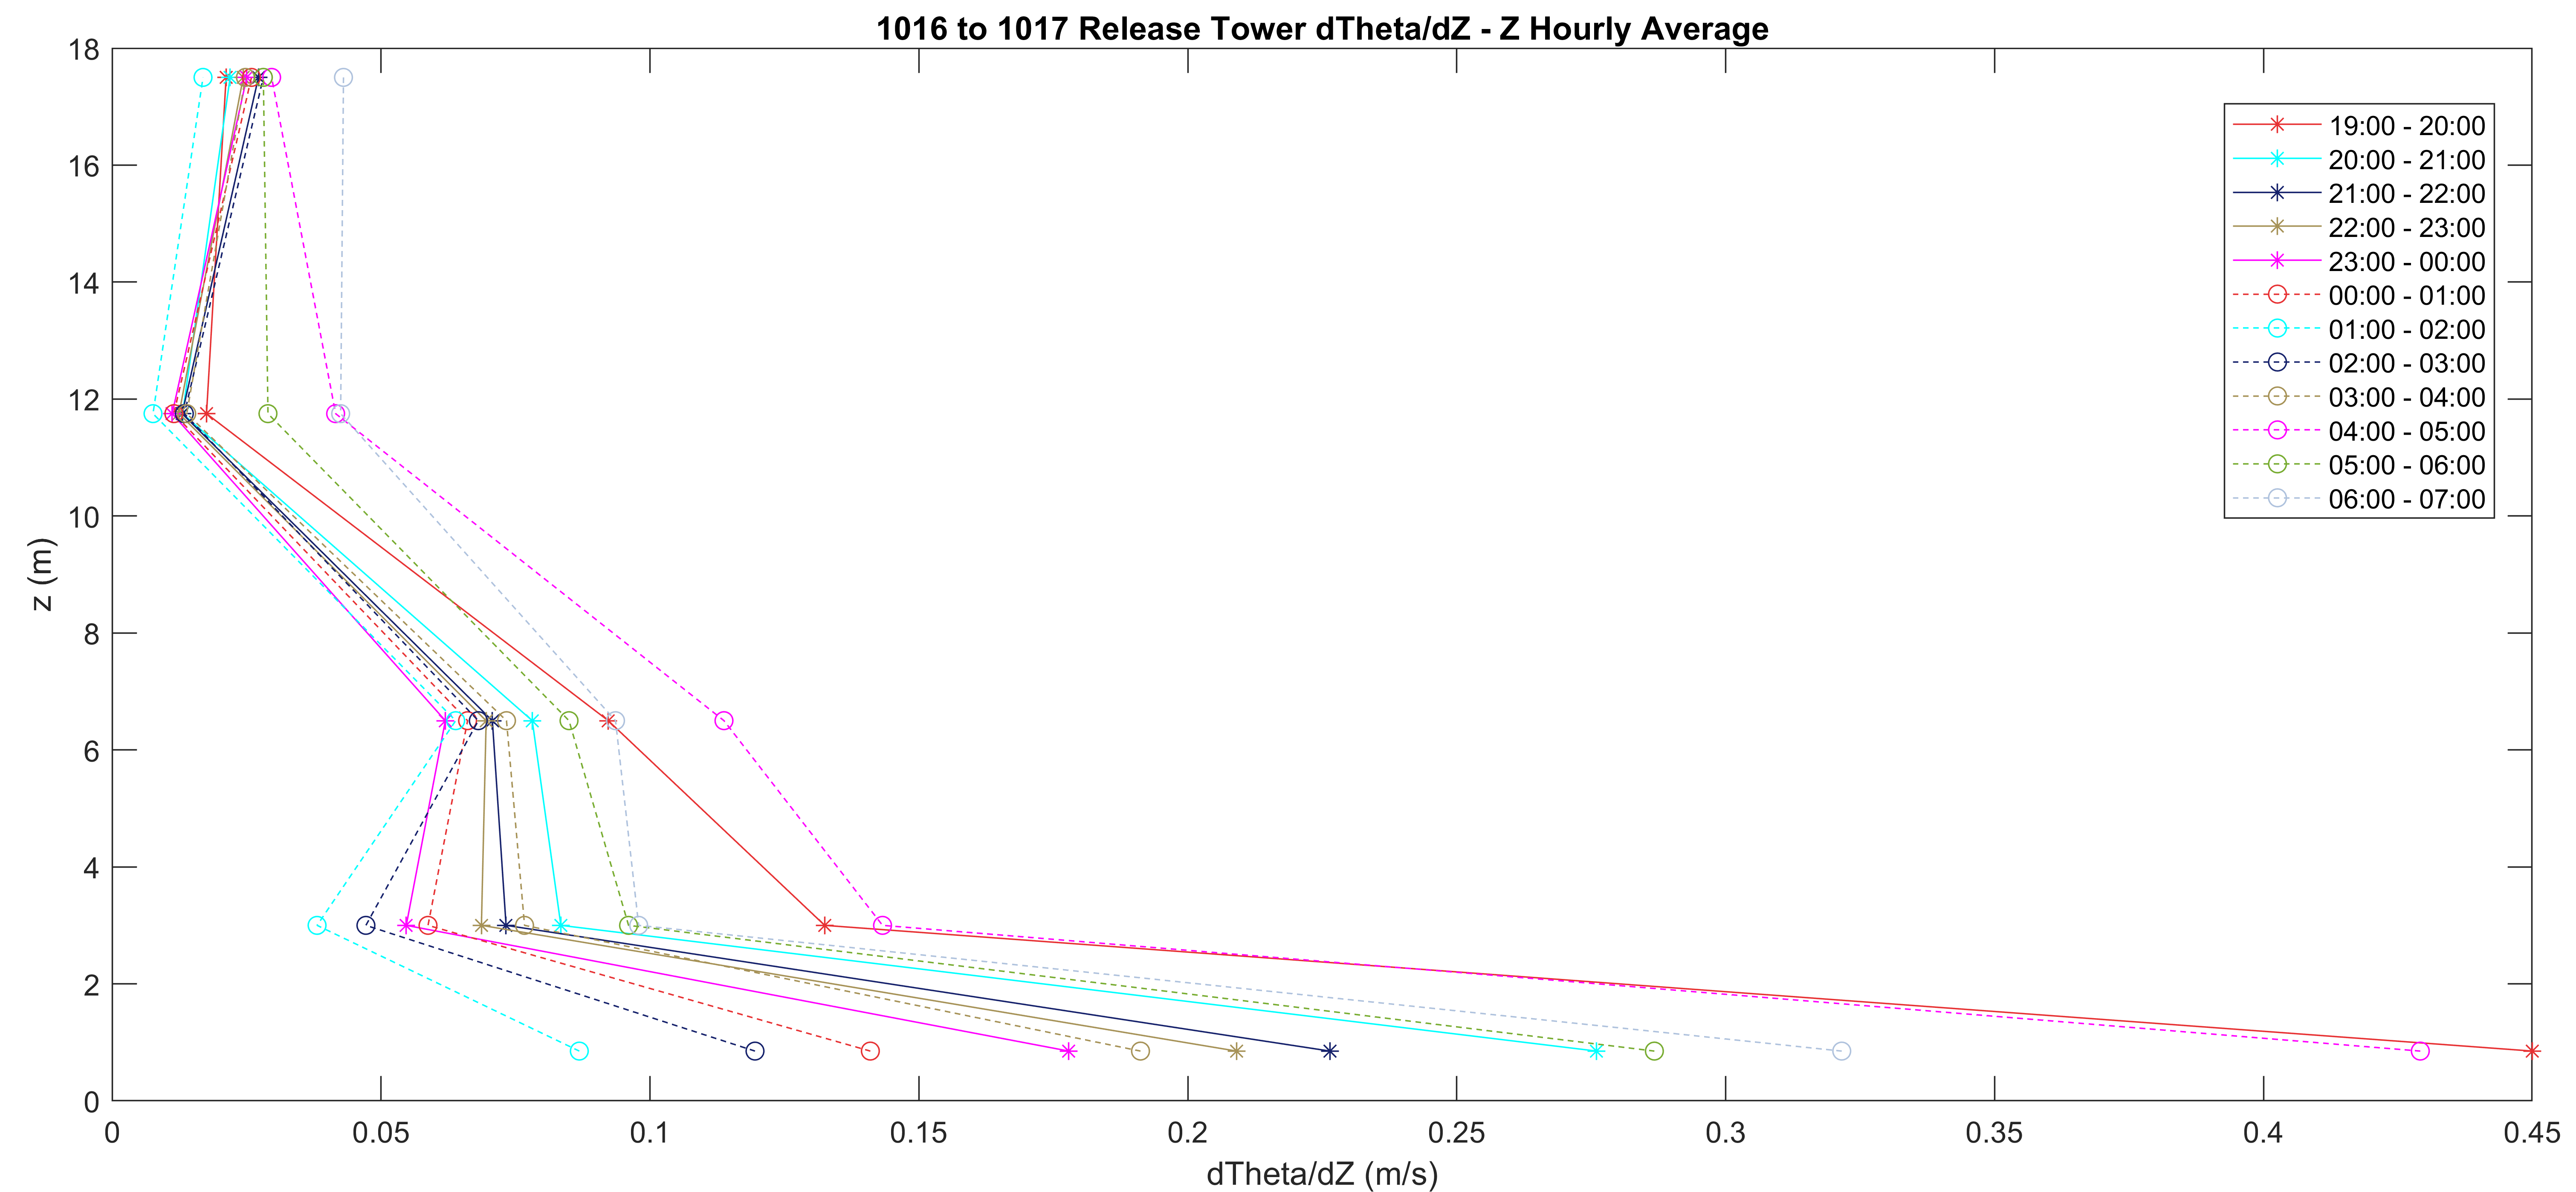 1016 to 1017 Release Tower dTheta/dZ - Z Hourly Average
18
16
14
12
10
8
6
4
2
0
z (m)
19:00 - 20:00
20:00 - 21:00
21:00 - 22:00
22:00 - 23:00
23:00 - 00:00
00:00 - 01:00
01:00 - 02:00
02:00 - 03:00
03:00 - 04:00
04:00 - 05:00
05:00 - 06:00
06:00 - 07:00
0 0.05 0.1 0.15 0.2 0.25 0.3 0.35 0.4 0.45
dTheta/dZ (m/s)